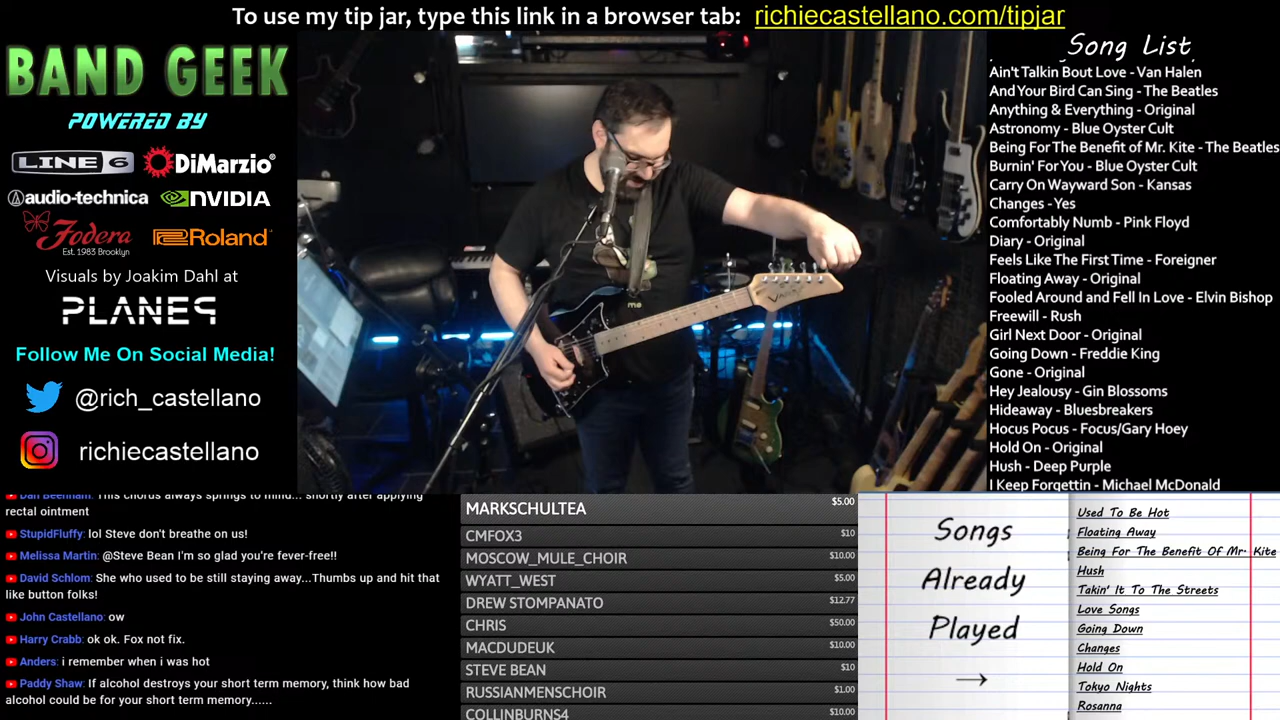 To use my tip jar, type this link in a browser tab: richiecastellano.com/tipjar
BAND GEEK
POWERED BY
LINE 6
DiMarzio
audio-technica
NVIDIA
Fodera
Est. 1983 Brooklyn
Roland
Visuals by Joakim Dahl at
PLANE9
Follow Me On Social Media!
@rich_castellano
richiecastellano
Song List
Ain't Talkin Bout Love - Van Halen
And Your Bird Can Sing - The Beatles
Anything & Everything - Original
Astronomy - Blue Oyster Cult
Being For The Benefit of Mr. Kite - The Beatles
Burnin' For You - Blue Oyster Cult
Carry On Wayward Son - Kansas
Changes - Yes
Comfortably Numb - Pink Floyd
Diary - Original
Feels Like The First Time - Foreigner
Floating Away - Original
Fooled Around and Fell In Love - Elvin Bishop
Freewill - Rush
Girl Next Door - Original
Going Down - Freddie King
Gone - Original
Hey Jealousy - Gin Blossoms
Hideaway - Bluesbreakers
Hocus Pocus - Focus/Gary Hoey
Hold On - Original
Hush - Deep Purple
I Keep Forgettin - Michael McDonald
Dan Beenham: This chorus always springs to mind... shortly after applying
rectal ointment
StupidFluffy: lol Steve don't breathe on us!
Melissa Martin: @Steve Bean I'm so glad you're fever-free!!
David Schlom: She who used to be still staying away...Thumbs up and hit that
like button folks!
John Castellano: ow
Harry Crabb: ok ok. Fox not fix.
Anders: i remember when i was hot
Paddy Shaw: If alcohol destroys your short term memory, think how bad
alcohol could be for your short term memory......
MARKSCHULTEA $5.00
CMFOX3 $10
MOSCOW_MULE_CHOIR $10.00
WYATT_WEST $5.00
DREW STOMPANATO $12.77
CHRIS $50.00
MACDUDEUK $10.00
STEVE BEAN $10
RUSSIANMENSCHOIR $1.00
COLLINBURNS4 $10.00
Songs
Already
Played
→
Used To Be Hot
Floating Away
Being For The Benefit Of Mr. Kite
Hush
Takin' It To The Streets
Love Songs
Going Down
Changes
Hold On
Tokyo Nights
Rosanna